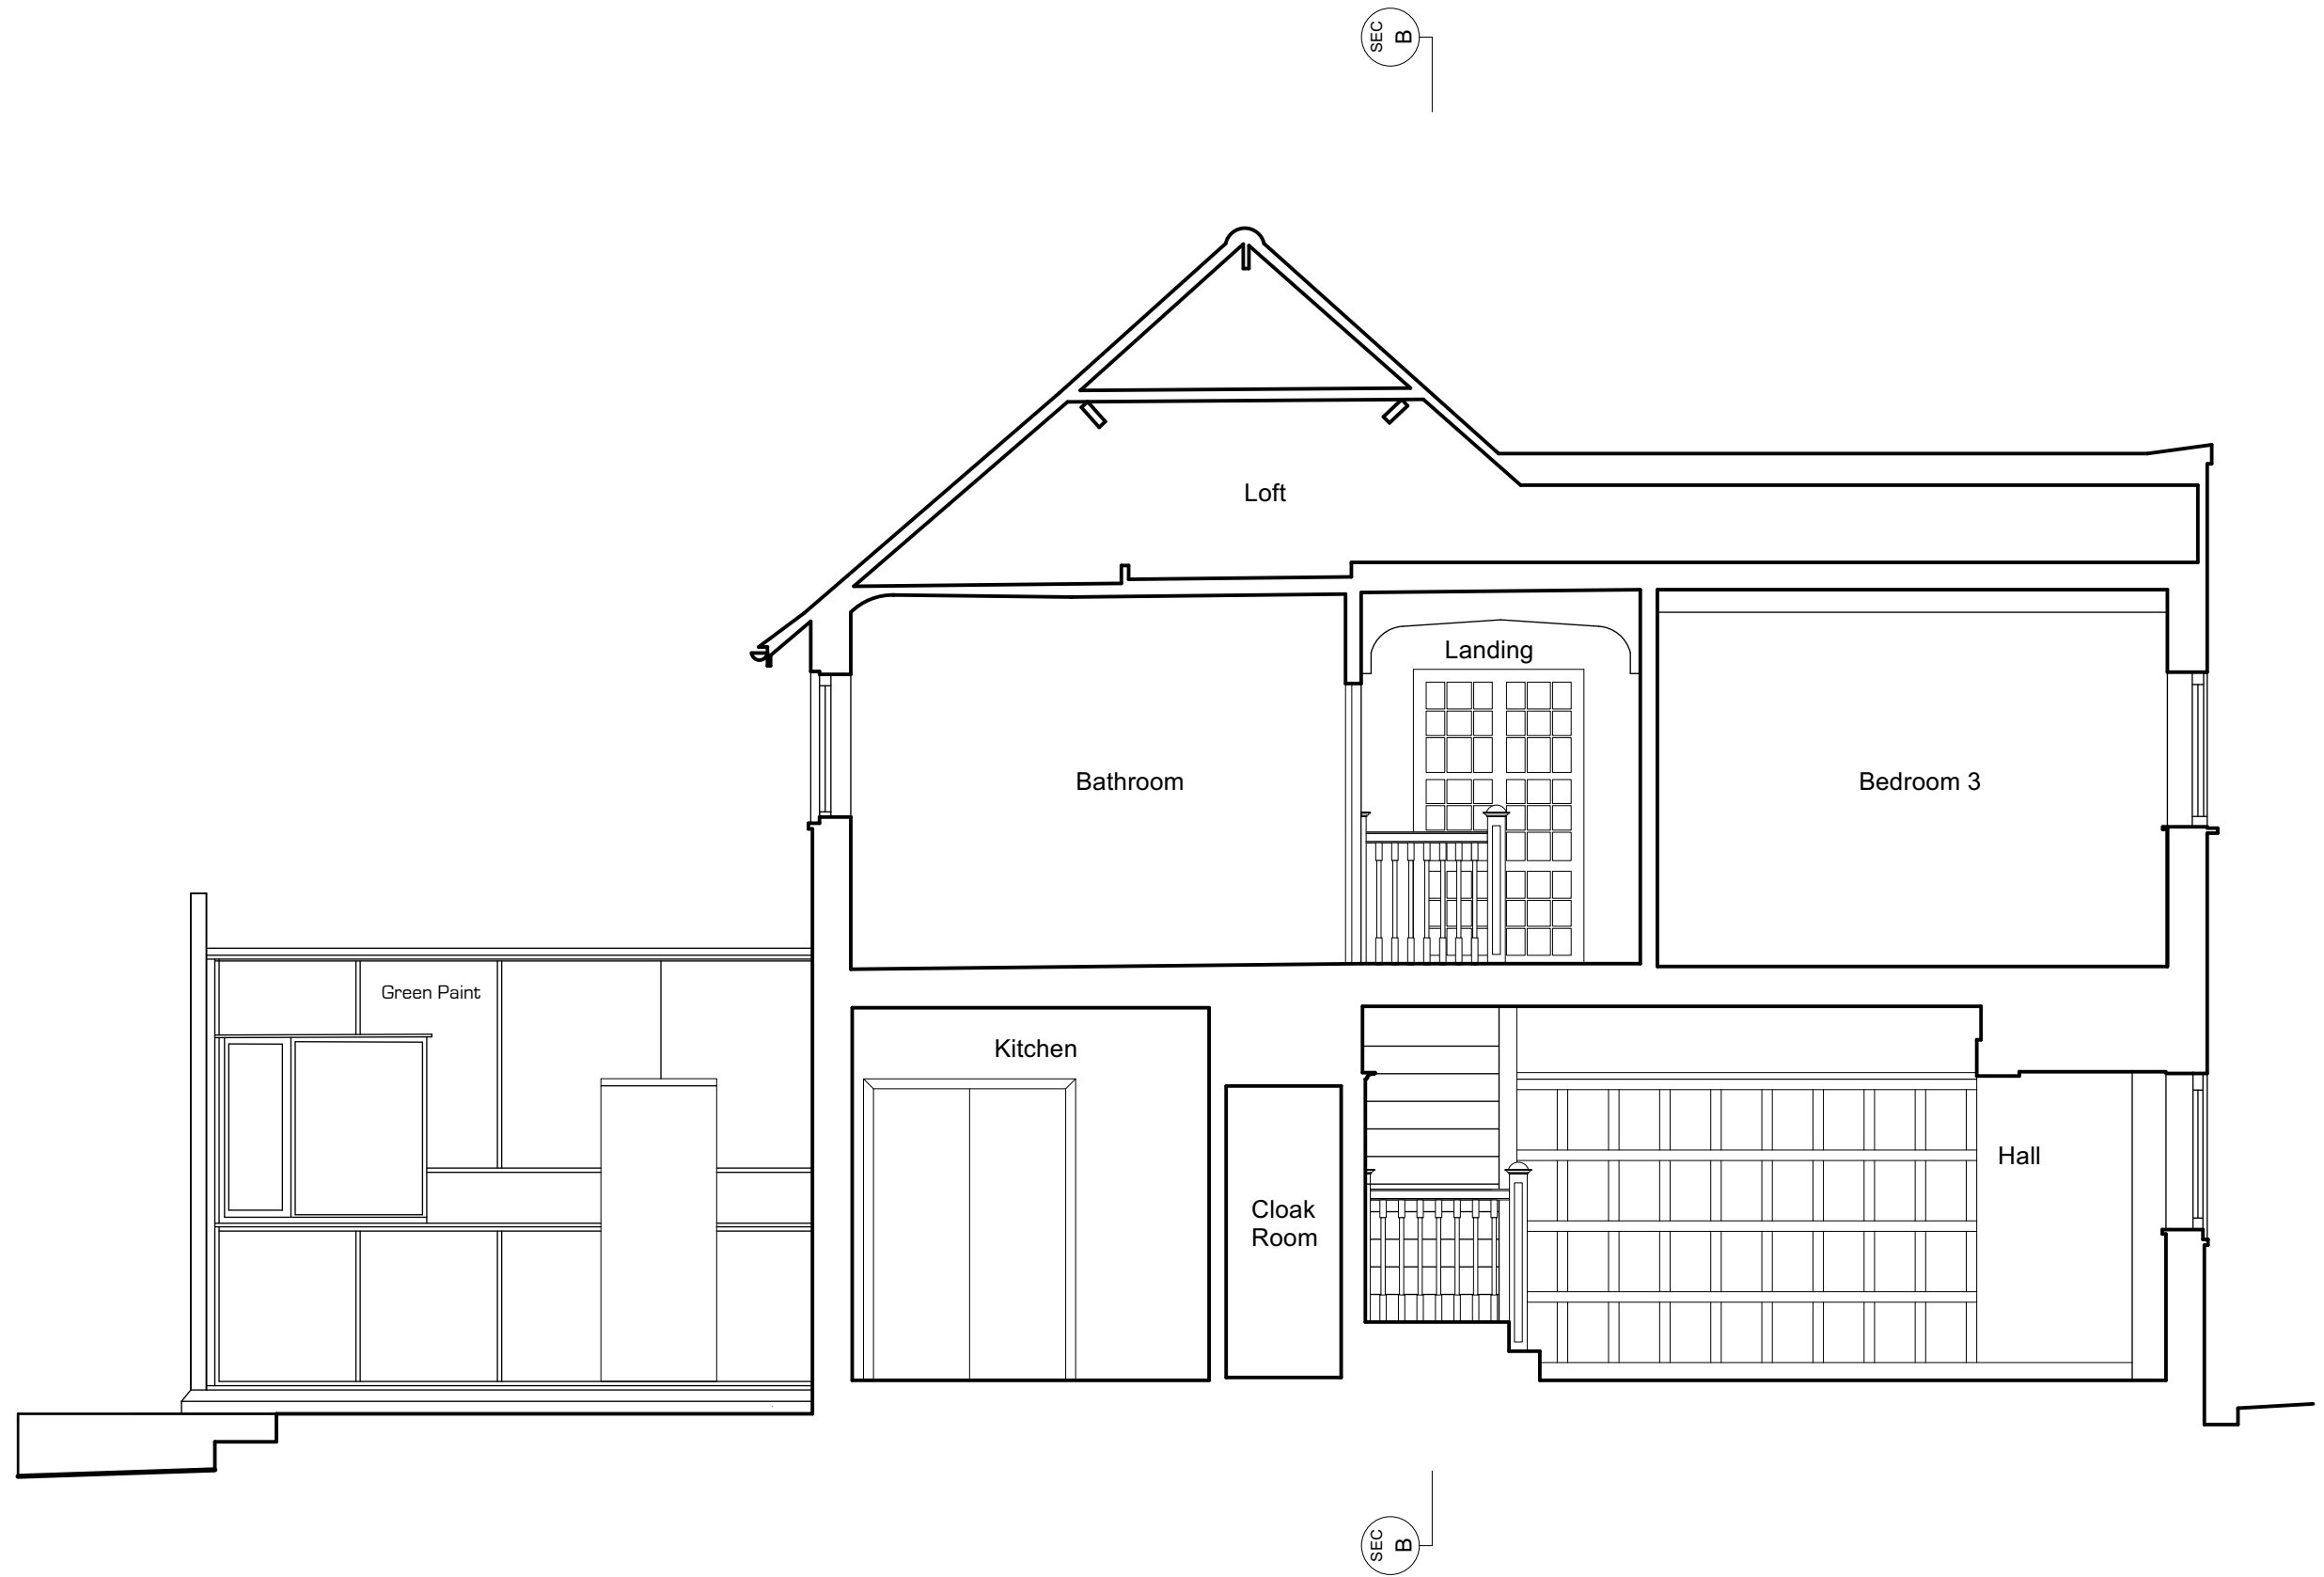 SEC
B
Loft
Landing
Bathroom
Bedroom 3
Green Paint
Kitchen
Hall
Cloak
Room
SEC
B